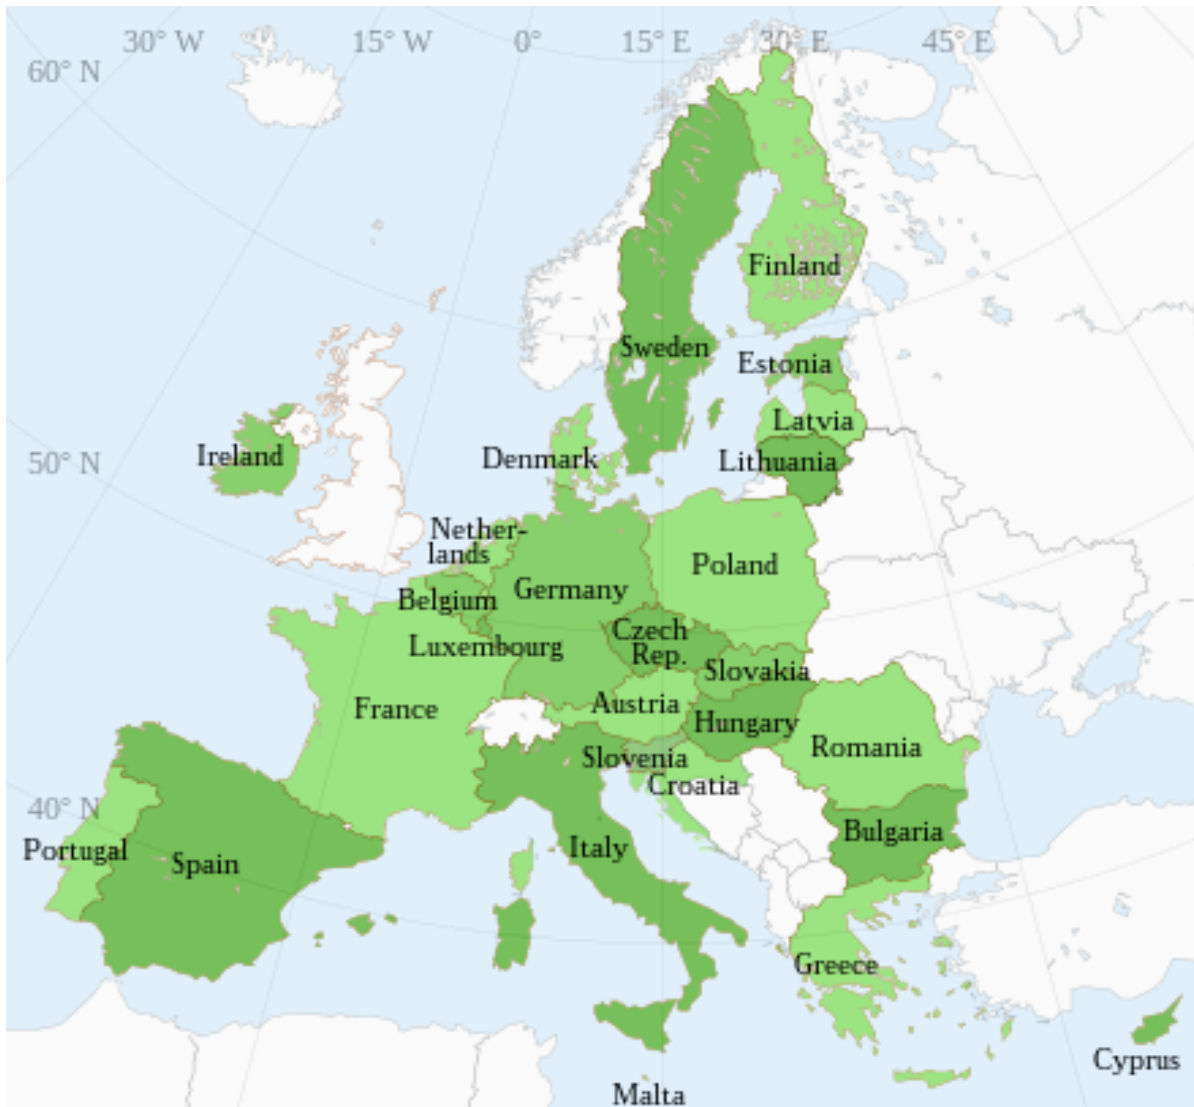 30° W
15° W
0°
15° E
30° E
45° E
60° N
Finland
Sweden
Estonia
Latvia
Ireland
Denmark
Lithuania
50° N
Nether-
lands
Poland
Germany
Belgium
Czech
Rep.
Luxembourg
Slovakia
Austria
France
Hungary
Romania
Slovenia
Croatia
40° N
Bulgaria
Portugal
Italy
Spain
Greece
Cyprus
Malta